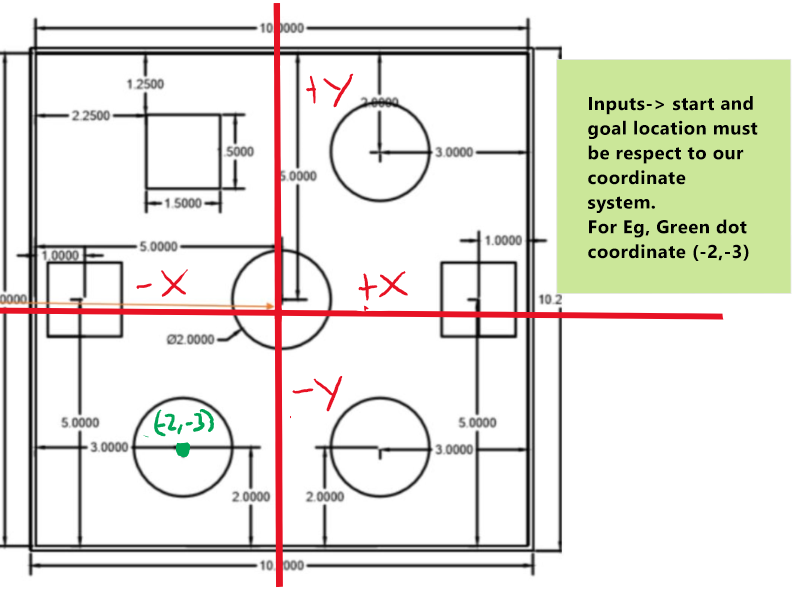 10.0000
1.2500
+Y
2.0000
2.2500
.5000
3.0000
5.0000
1.5000
5.0000
1.0000
1.0000
-X
+X
0000
10.2
Ø2.0000
-Y
(-2,-3)
5.0000
5.0000
3.0000
3.0000
2.0000
2.0000
0000
Inputs-> start and
goal location must
be respect to our
coordinate
system.
For Eg, Green dot
coordinate (-2,-3)